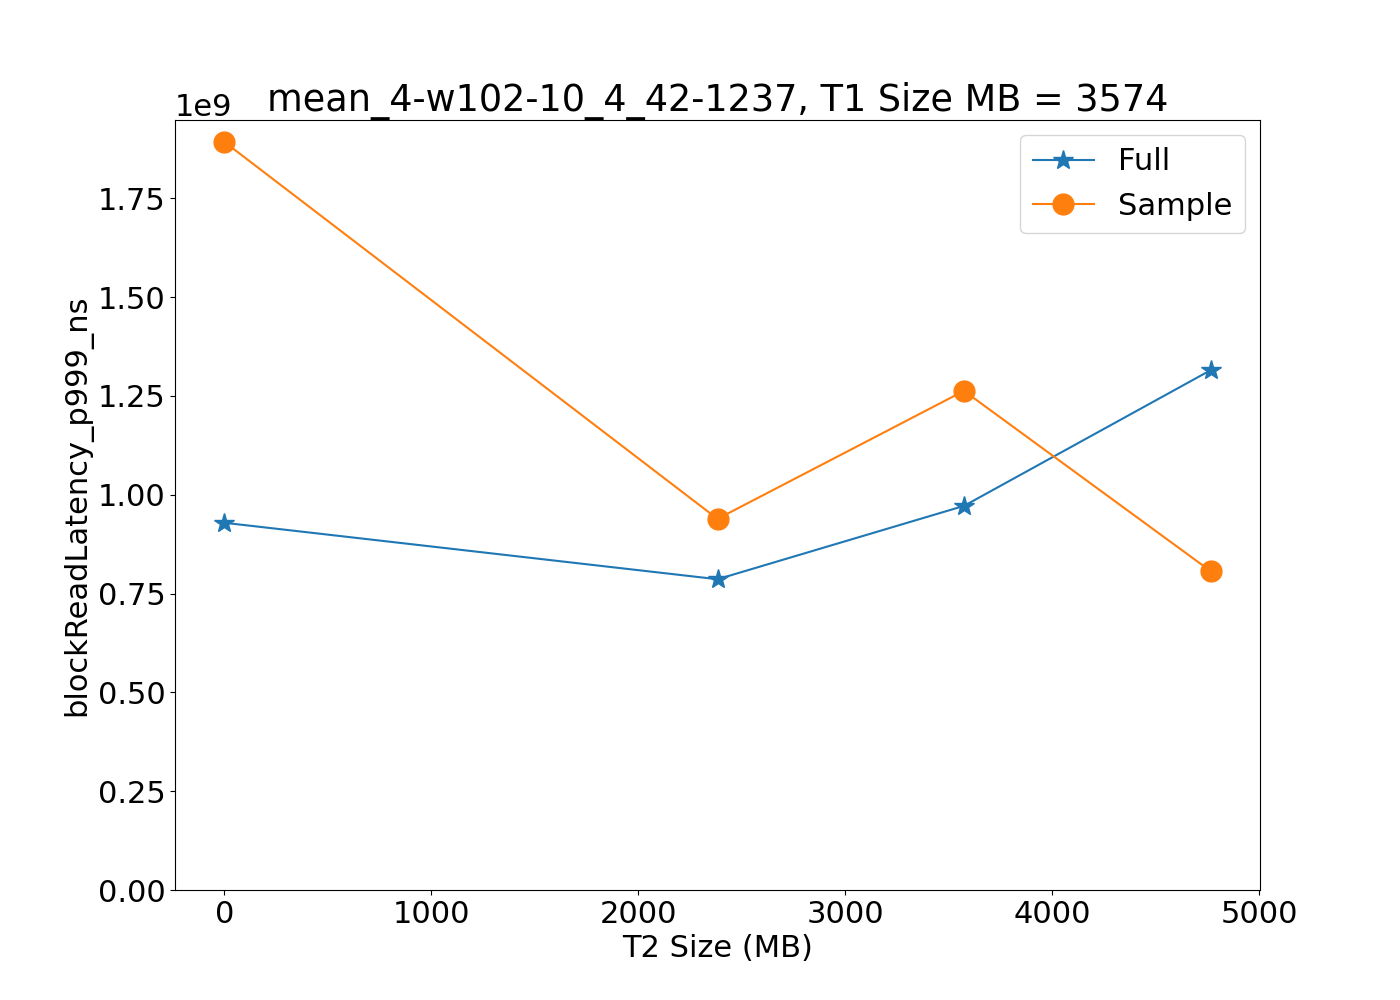 mean_4-w102-10_4_42-1237, T1 Size MB = 3574
1e9
Full
Sample
1.75
1.50
1.25
1.00
0.75
0.50
0.25
0.00
blockReadLatency_p999_ns
0 1000 2000 3000 4000 5000
T2 Size (MB)